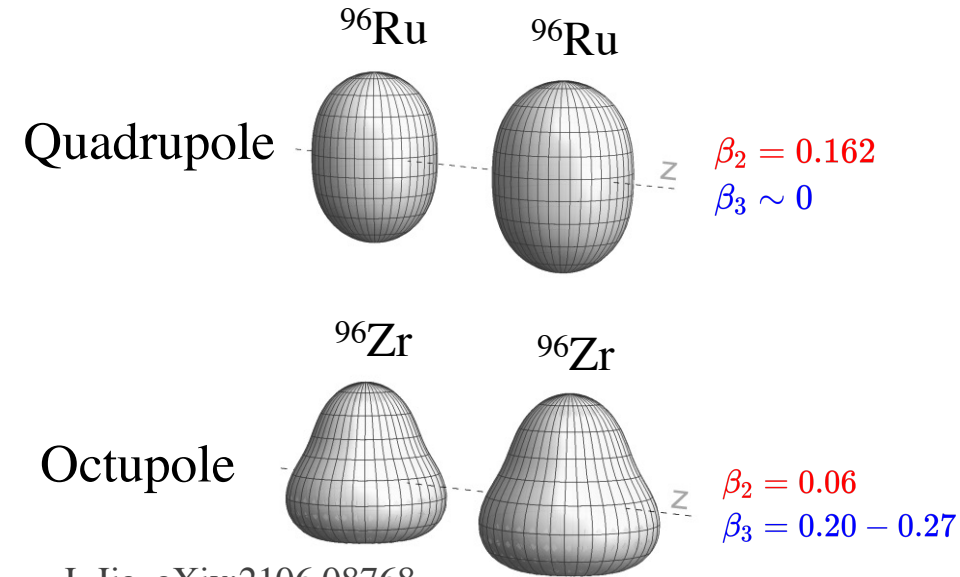 ⁹⁶Ru
⁹⁶Ru
Quadrupole
z
β₂ = 0.162
β₃ ∼ 0
⁹⁶Zr
⁹⁶Zr
Octupole
z
β₂ = 0.06
β₃ = 0.20 − 0.27